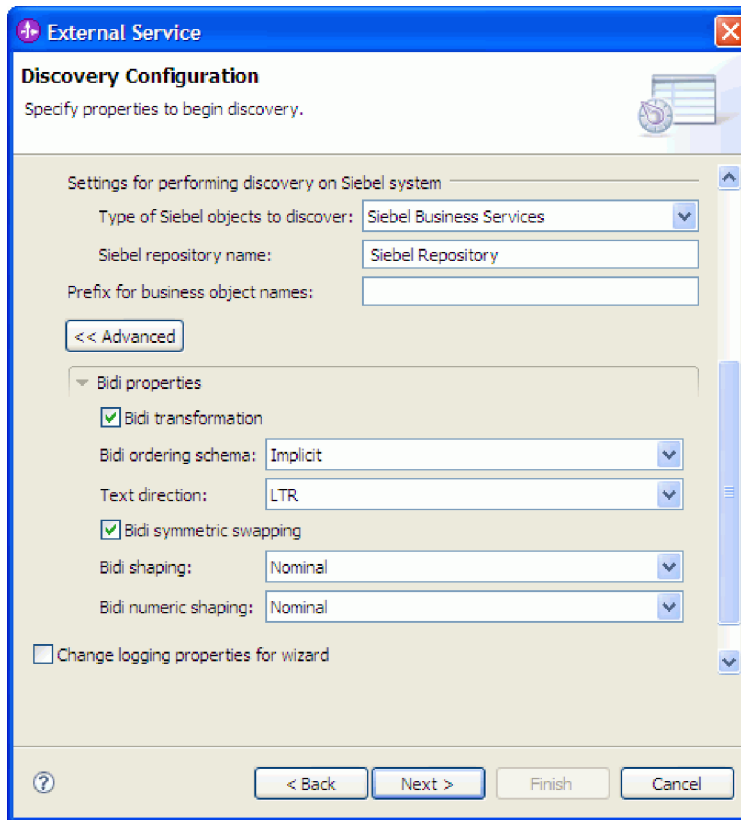 External Service
Discovery Configuration
Specify properties to begin discovery.
Settings for performing discovery on Siebel system
Type of Siebel objects to discover: Siebel Business Services
Siebel repository name: Siebel Repository
Prefix for business object names:
<< Advanced
Bidi properties
Bidi transformation
Bidi ordering schema: Implicit
Text direction: LTR
Bidi symmetric swapping
Bidi shaping: Nominal
Bidi numeric shaping: Nominal
Change logging properties for wizard
? < Back Next > Finish Cancel